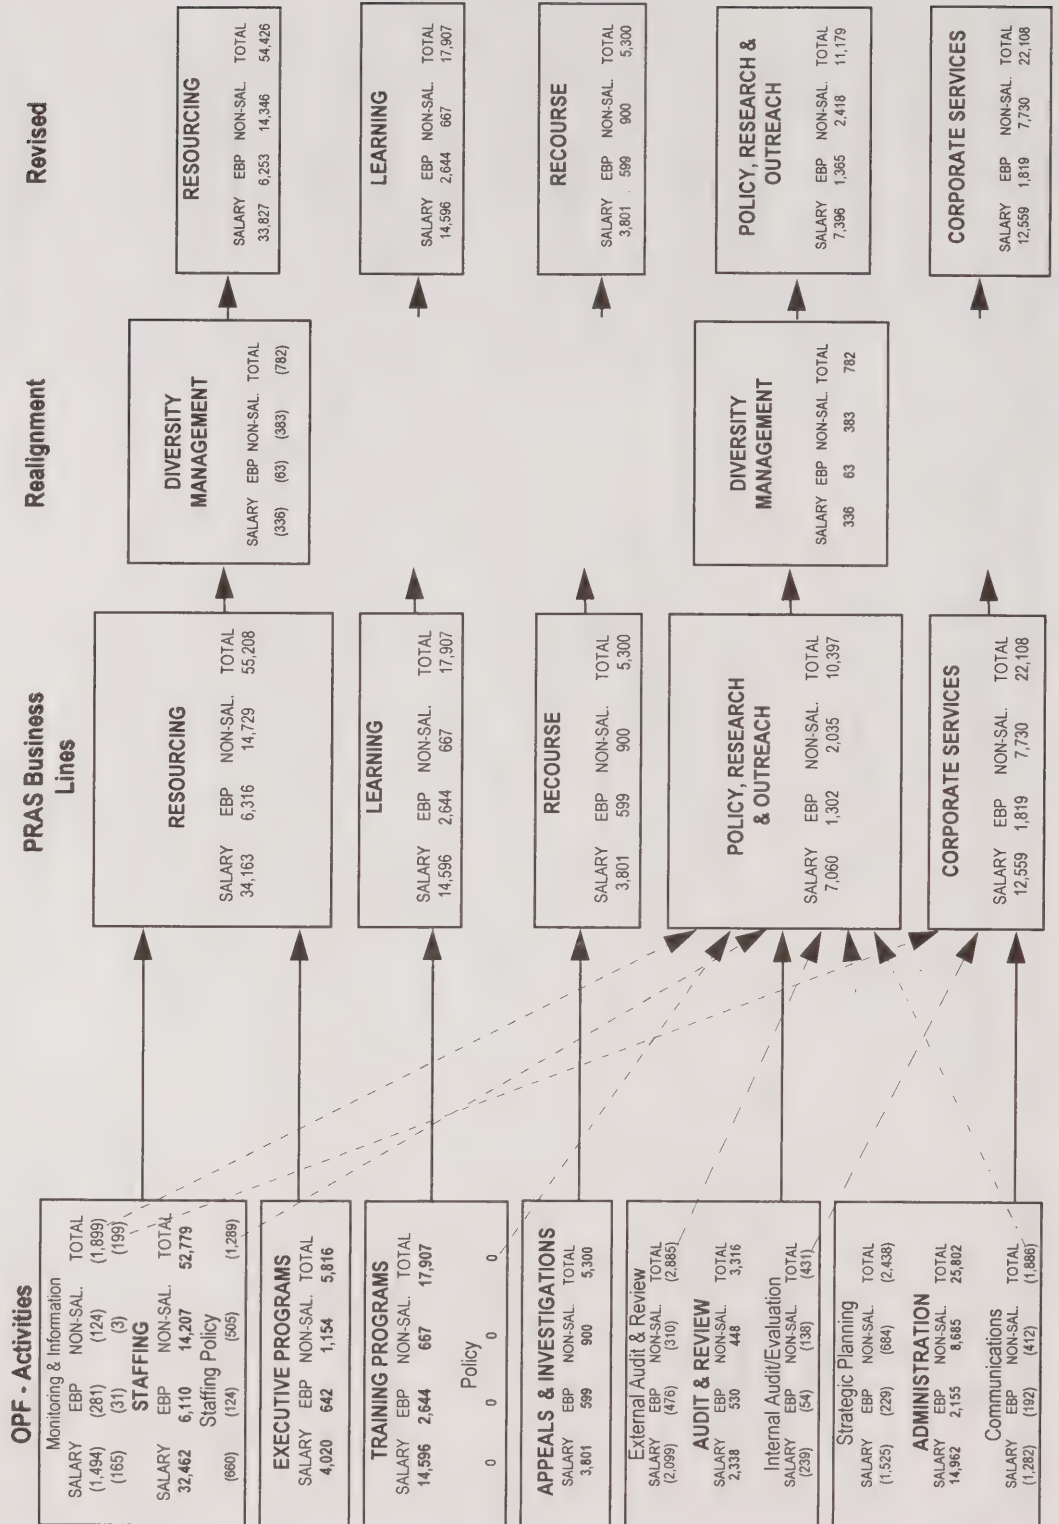 OPF - Activities
Monitoring & Information
SALARY EBP NON-SAL. TOTAL
(1,494) (281) (124) (1,899)
(165) (31) (3) (199)
STAFFING
SALARY EBP NON-SAL. TOTAL
32,462 6,110 14,207 52,779
Staffing Policy
(660) (124) (505) (1,289)
EXECUTIVE PROGRAMS
SALARY EBP NON-SAL. TOTAL
4,020 642 1,154 5,816
TRAINING PROGRAMS
SALARY EBP NON-SAL. TOTAL
14,596 2,644 667 17,907
Policy
0 0 0 0
APPEALS & INVESTIGATIONS
SALARY EBP NON-SAL. TOTAL
3,801 599 900 5,300
External Audit & Review
SALARY EBP NON-SAL. TOTAL
(2,099) (476) (310) (2,885)
AUDIT & REVIEW
SALARY EBP NON-SAL. TOTAL
2,338 530 448 3,316
Internal Audit/Evaluation
SALARY EBP NON-SAL. TOTAL
(239) (54) (138) (431)
Strategic Planning
SALARY EBP NON-SAL. TOTAL
(1,525) (229) (684) (2,438)
ADMINISTRATION
SALARY EBP NON-SAL. TOTAL
14,962 2,155 8,685 25,802
Communications
SALARY EBP NON-SAL. TOTAL
(1,282) (192) (412) (1,886)
PRAS Business
Lines
RESOURCING
SALARY EBP NON-SAL. TOTAL
34,163 6,316 14,729 55,208
LEARNING
SALARY EBP NON-SAL. TOTAL
14,596 2,644 667 17,907
RECOURSE
SALARY EBP NON-SAL. TOTAL
3,801 599 900 5,300
POLICY, RESEARCH
& OUTREACH
SALARY EBP NON-SAL. TOTAL
7,060 1,302 2,035 10,397
CORPORATE SERVICES
SALARY EBP NON-SAL. TOTAL
12,559 1,819 7,730 22,108
Realignment
DIVERSITY
MANAGEMENT
SALARY EBP NON-SAL. TOTAL
(336) (63) (383) (782)
DIVERSITY
MANAGEMENT
SALARY EBP NON-SAL. TOTAL
336 63 383 782
Revised
RESOURCING
SALARY EBP NON-SAL. TOTAL
33,827 6,253 14,346 54,426
LEARNING
SALARY EBP NON-SAL. TOTAL
14,596 2,644 667 17,907
RECOURSE
SALARY EBP NON-SAL. TOTAL
3,801 599 900 5,300
POLICY, RESEARCH &
OUTREACH
SALARY EBP NON-SAL. TOTAL
7,396 1,365 2,418 11,179
CORPORATE SERVICES
SALARY EBP NON-SAL. TOTAL
12,559 1,819 7,730 22,108